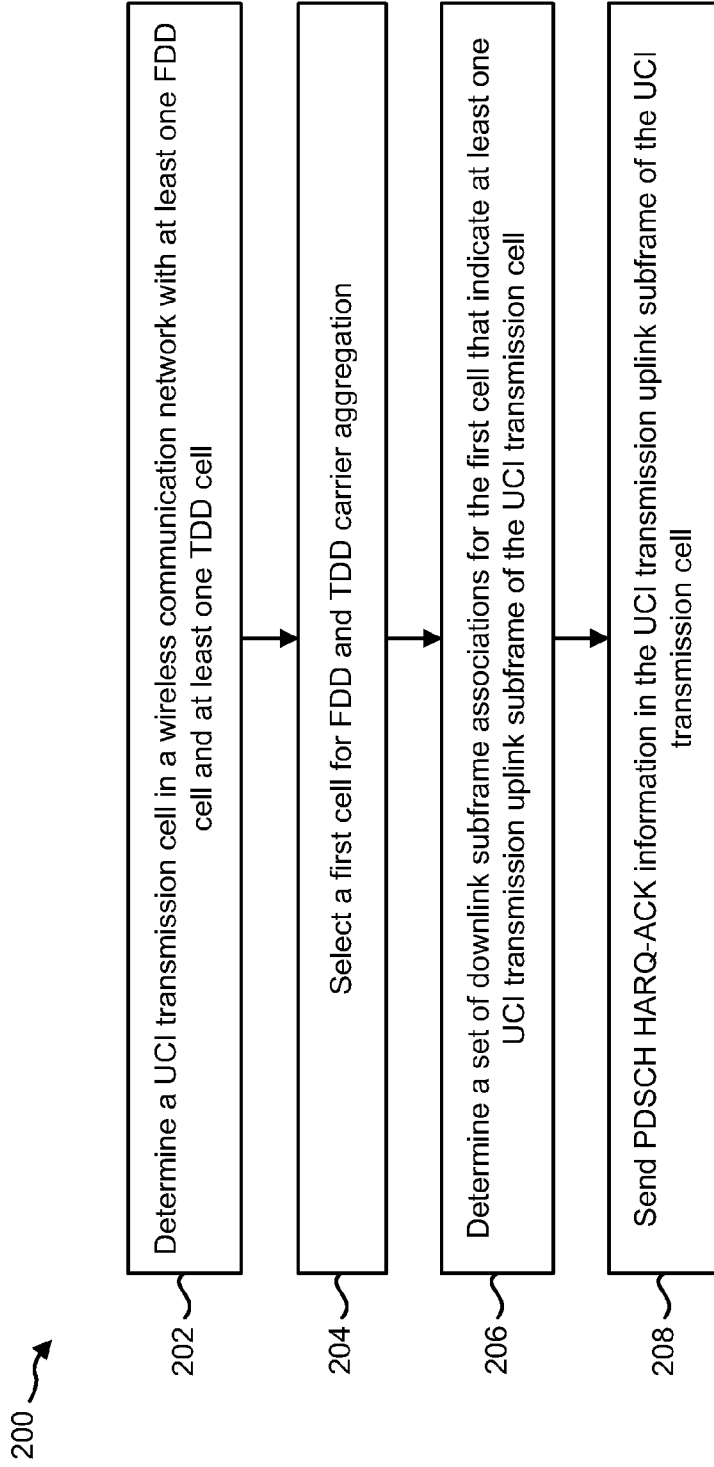 200
202
Determine a UCI transmission cell in a wireless communication network with at least one FDD
cell and at least one TDD cell
204
Select a first cell for FDD and TDD carrier aggregation
206
Determine a set of downlink subframe associations for the first cell that indicate at least one
UCI transmission uplink subframe of the UCI transmission cell
208
Send PDSCH HARQ-ACK information in the UCI transmission uplink subframe of the UCI
transmission cell